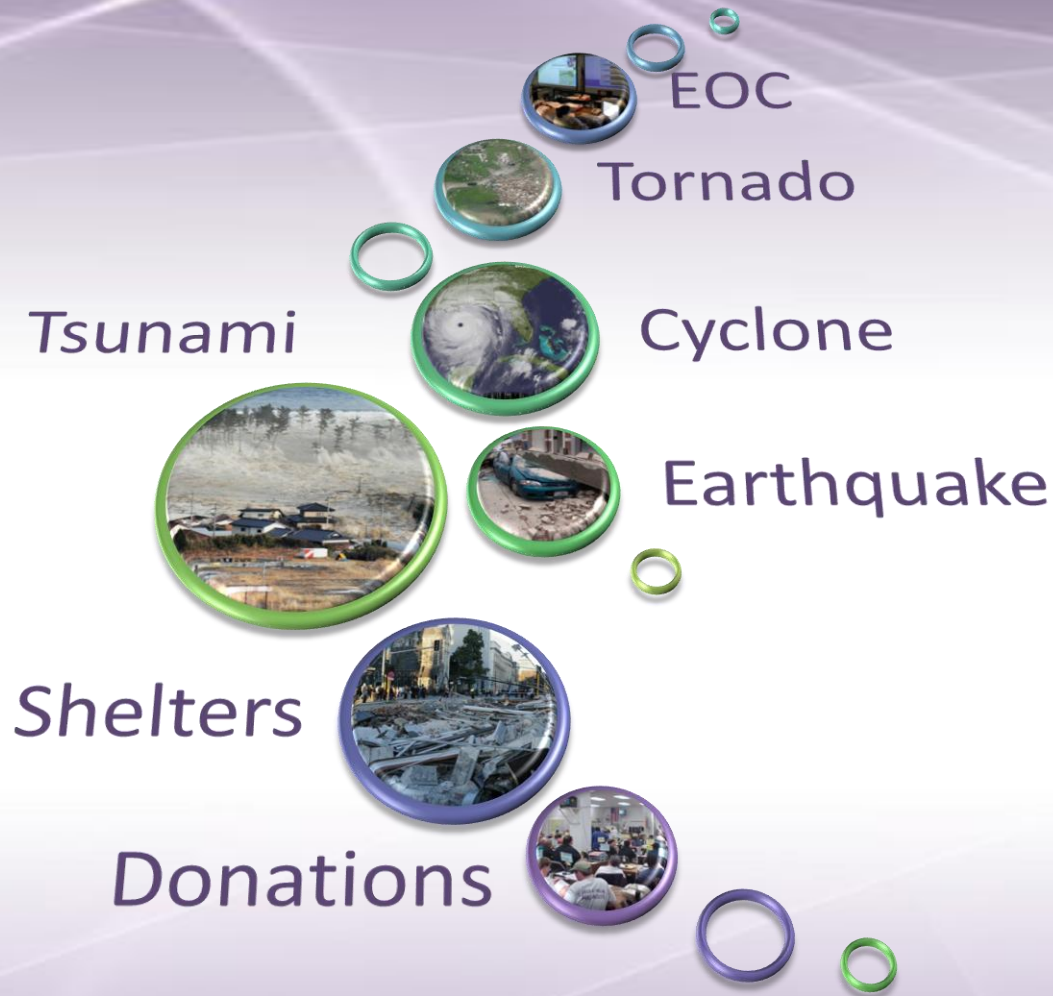 EOC
Tornado
Tsunami
Cyclone
Earthquake
Shelters
Donations